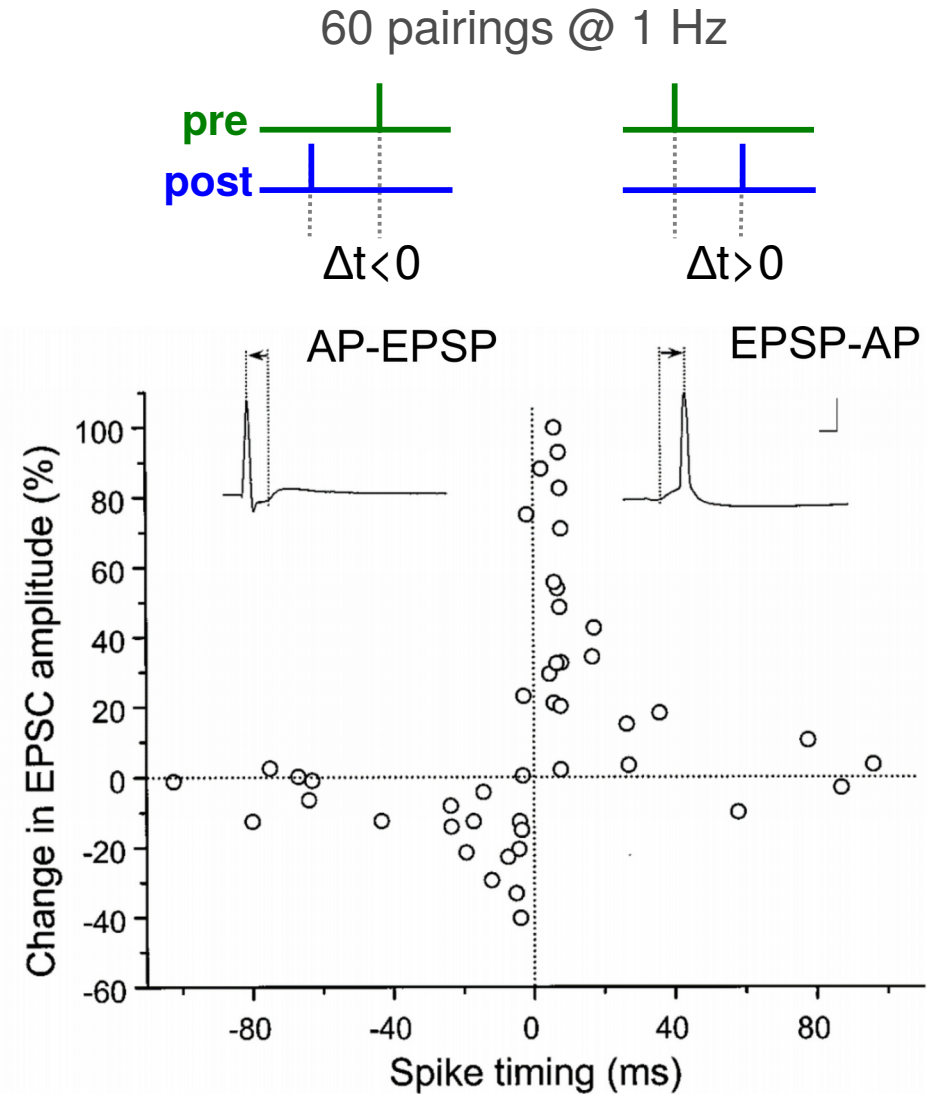 60 pairings @ 1 Hz
pre
post
Δt<0
Δt>0
AP-EPSP
EPSP-AP
Change in EPSC amplitude (%)
100
80
60
40
20
0
-20
-40
-60
-80
-40
0
40
80
Spike timing (ms)